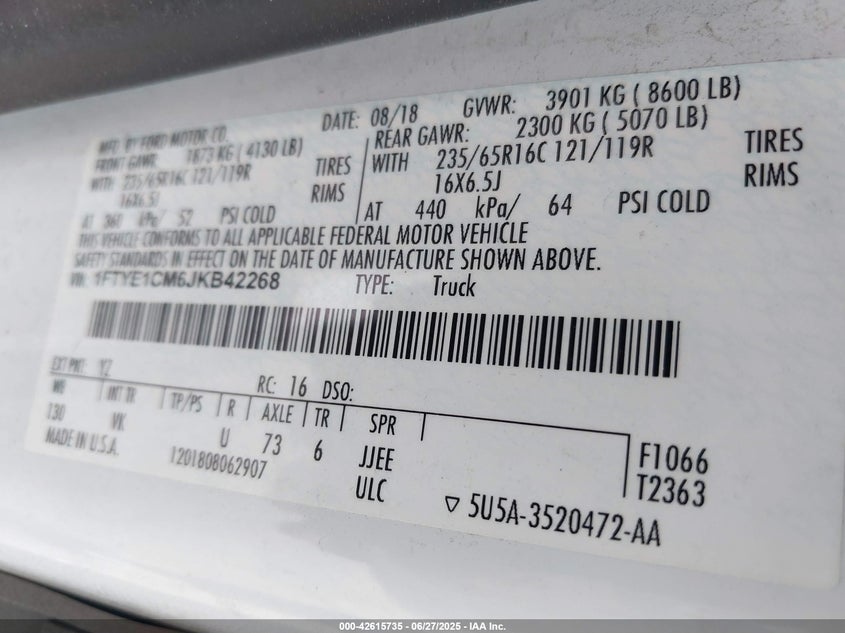 MFD. BY FORD MOTOR CO.
DATE: 08/18 GVWR: 3901 KG ( 8600 LB)
FRONT GAWR: 1873 KG ( 4130 LB)
REAR GAWR: 2300 KG ( 5070 LB)
WITH 235/65R16C 121/119R TIRES
WITH 235/65R16C 121/119R TIRES
16X6.5J RIMS
16X6.5J RIMS
AT 360 kPa/ 52 PSI COLD
AT 440 kPa/ 64 PSI COLD
THIS VEHICLE CONFORMS TO ALL APPLICABLE FEDERAL MOTOR VEHICLE
SAFETY STANDARDS IN EFFECT ON THE DATE OF MANUFACTURE SHOWN ABOVE.
VIN: 1FTYE1CM6JKB42268 TYPE: Truck
EXT PNT: YZ RC: 16 DSO:
WB INT TR TP/PS R AXLE TR SPR
130 VK U 73 6 JJEE F1066
MADE IN U.S.A. 1201808062907 ULC T2363
▽ 5U5A-3520472-AA
000-42615735 - 06/27/2025 - IAA Inc.